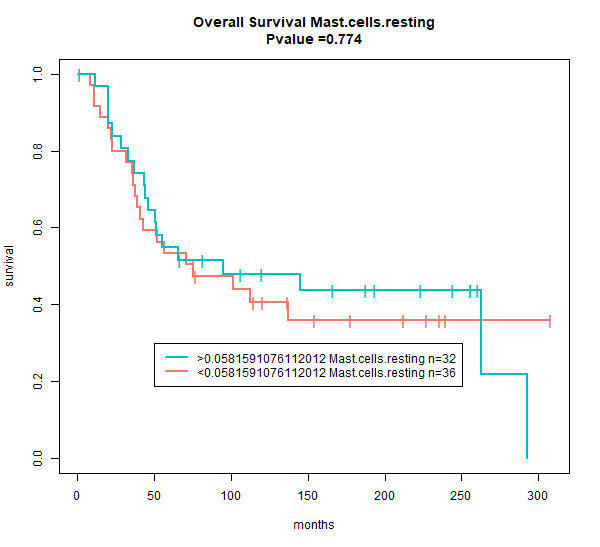 Overall Survival Mast.cells.resting
Pvalue =0.774
survival
1.0
0.8
0.6
0.4
0.2
0.0
>0.0581591076112012 Mast.cells.resting n=32
<0.0581591076112012 Mast.cells.resting n=36
0 50 100 150 200 250 300
months